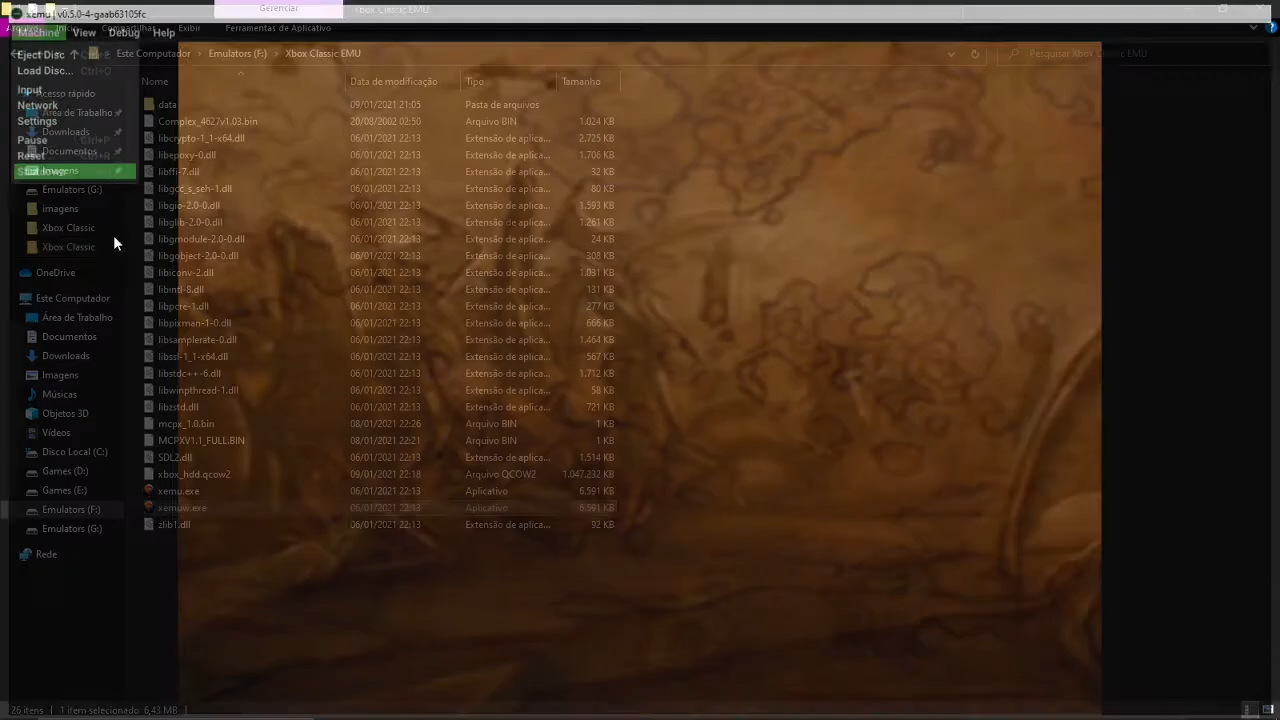 xemu | v0.5.0-4-gaab63105fc
Gerenciar
Xbox Classic EMU
Machine View Debug Help
Início Compartilhar Exibir Ferramentas de Aplicativo
Eject Disc Ctrl+E
Load Disc... Ctrl+O
Input
Network
Settings
Pause Ctrl+P
Reset Ctrl+R
Este Computador > Emulators (F:) > Xbox Classic EMU
Pesquisar Xbox Classic EMU
Acesso rápido
Área de Trabalho
Downloads
Documentos
Imagens
Emulators (G:)
imagens
Xbox Classic
Xbox Classic
OneDrive
Este Computador
Área de Trabalho
Documentos
Downloads
Imagens
Músicas
Objetos 3D
Vídeos
Disco Local (C:)
Games (D:)
Games (E:)
Emulators (F:)
Emulators (G:)
Rede
Nome Data de modificação Tipo Tamanho
data 09/01/2021 21:05 Pasta de arquivos
Complex_4627v1.03.bin 20/08/2002 02:50 Arquivo BIN 1.024 KB
libcrypto-1_1-x64.dll 06/01/2021 22:13 Extensão de aplica... 2.725 KB
libepoxy-0.dll 06/01/2021 22:13 Extensão de aplica... 1.706 KB
libffi-7.dll 06/01/2021 22:13 Extensão de aplica... 32 KB
libgcc_s_seh-1.dll 06/01/2021 22:13 Extensão de aplica... 80 KB
libgio-2.0-0.dll 06/01/2021 22:13 Extensão de aplica... 1.593 KB
libglib-2.0-0.dll 06/01/2021 22:13 Extensão de aplica... 1.261 KB
libgmodule-2.0-0.dll 06/01/2021 22:13 Extensão de aplica... 24 KB
libgobject-2.0-0.dll 06/01/2021 22:13 Extensão de aplica... 308 KB
libiconv-2.dll 06/01/2021 22:13 Extensão de aplica... 1.031 KB
libintl-8.dll 06/01/2021 22:13 Extensão de aplica... 131 KB
libpcre-1.dll 06/01/2021 22:13 Extensão de aplica... 277 KB
libpixman-1-0.dll 06/01/2021 22:13 Extensão de aplica... 666 KB
libsamplerate-0.dll 06/01/2021 22:13 Extensão de aplica... 1.464 KB
libssl-1_1-x64.dll 06/01/2021 22:13 Extensão de aplica... 567 KB
libstdc++-6.dll 06/01/2021 22:13 Extensão de aplica... 1.712 KB
libwinpthread-1.dll 06/01/2021 22:13 Extensão de aplica... 58 KB
libzstd.dll 06/01/2021 22:13 Extensão de aplica... 721 KB
mcpx_1.0.bin 08/01/2021 22:26 Arquivo BIN 1 KB
MCPXV1.1_FULL.BIN 08/01/2021 22:21 Arquivo BIN 1 KB
SDL2.dll 06/01/2021 22:13 Extensão de aplica... 1.514 KB
xbox_hdd.qcow2 09/01/2021 22:18 Arquivo QCOW2 1.047.232 KB
xemu.exe 06/01/2021 22:13 Aplicativo 6.591 KB
xemuw.exe 06/01/2021 22:13 Aplicativo 6.591 KB
zlib1.dll 06/01/2021 22:13 Extensão de aplica... 92 KB
26 itens | 1 item selecionado 6,43 MB |